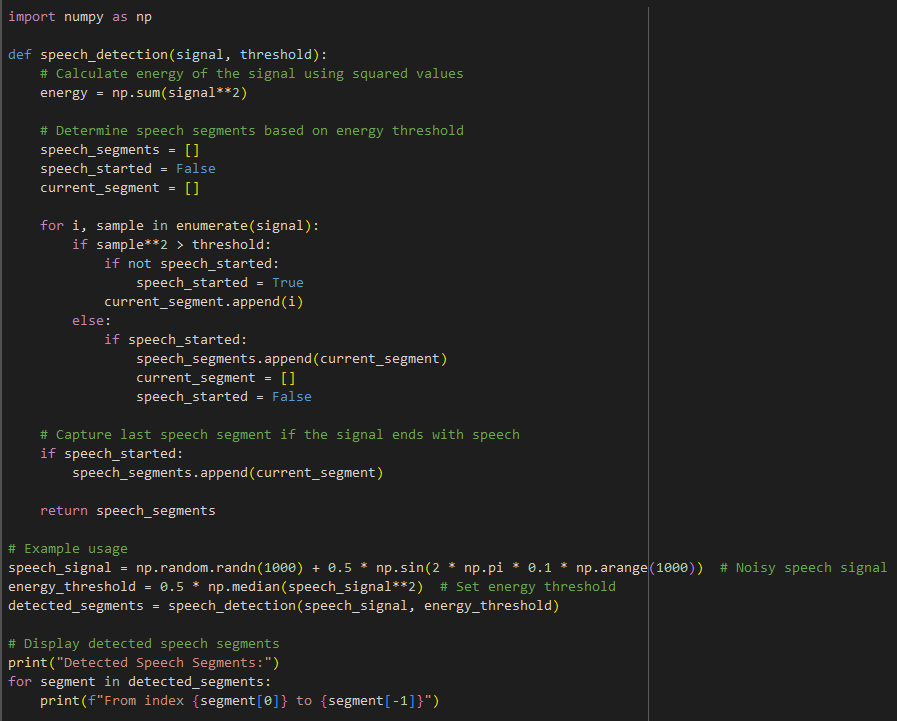 import numpy as np

def speech_detection(signal, threshold):
    # Calculate energy of the signal using squared values
    energy = np.sum(signal**2)

    # Determine speech segments based on energy threshold
    speech_segments = []
    speech_started = False
    current_segment = []

    for i, sample in enumerate(signal):
        if sample**2 > threshold:
            if not speech_started:
                speech_started = True
            current_segment.append(i)
        else:
            if speech_started:
                speech_segments.append(current_segment)
                current_segment = []
                speech_started = False

    # Capture last speech segment if the signal ends with speech
    if speech_started:
        speech_segments.append(current_segment)

    return speech_segments

# Example usage
speech_signal = np.random.randn(1000) + 0.5 * np.sin(2 * np.pi * 0.1 * np.arange(1000))  # Noisy speech signal
energy_threshold = 0.5 * np.median(speech_signal**2)  # Set energy threshold
detected_segments = speech_detection(speech_signal, energy_threshold)

# Display detected speech segments
print("Detected Speech Segments:")
for segment in detected_segments:
    print(f"From index {segment[0]} to {segment[-1]}")